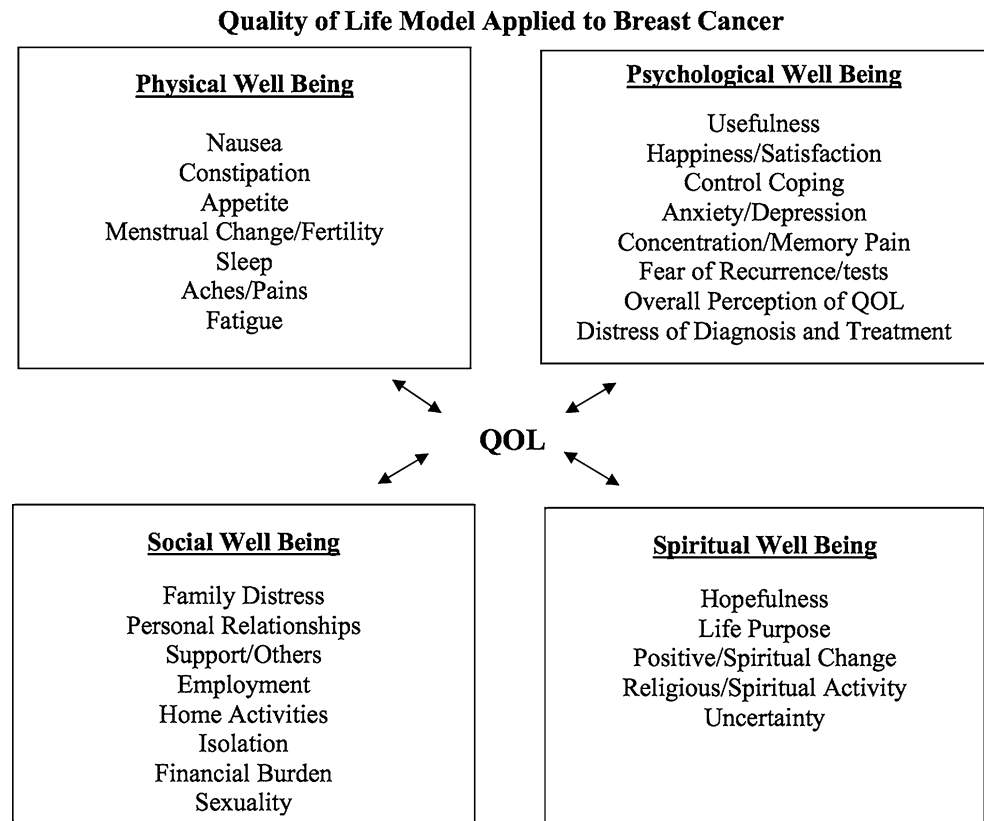 Quality of Life Model Applied to Breast Cancer
Physical Well Being
Nausea
Constipation
Appetite
Menstrual Change/Fertility
Sleep
Aches/Pains
Fatigue
Psychological Well Being
Usefulness
Happiness/Satisfaction
Control Coping
Anxiety/Depression
Concentration/Memory Pain
Fear of Recurrence/tests
Overall Perception of QOL
Distress of Diagnosis and Treatment
QOL
Social Well Being
Family Distress
Personal Relationships
Support/Others
Employment
Home Activities
Isolation
Financial Burden
Sexuality
Spiritual Well Being
Hopefulness
Life Purpose
Positive/Spiritual Change
Religious/Spiritual Activity
Uncertainty